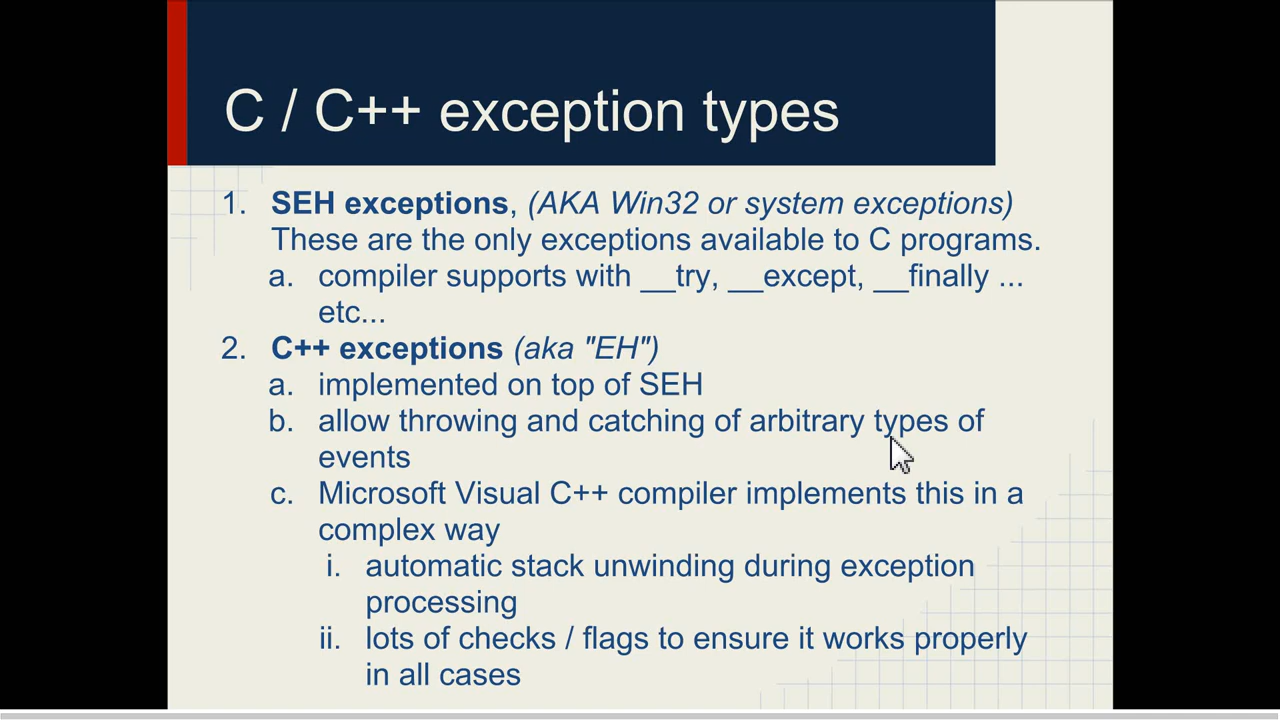 C / C++ exception types
1. SEH exceptions, (AKA Win32 or system exceptions)
These are the only exceptions available to C programs.
a. compiler supports with __try, __except, __finally ...
etc...
2. C++ exceptions (aka "EH")
a. implemented on top of SEH
b. allow throwing and catching of arbitrary types of
events
c. Microsoft Visual C++ compiler implements this in a
complex way
i. automatic stack unwinding during exception
processing
ii. lots of checks / flags to ensure it works properly
in all cases